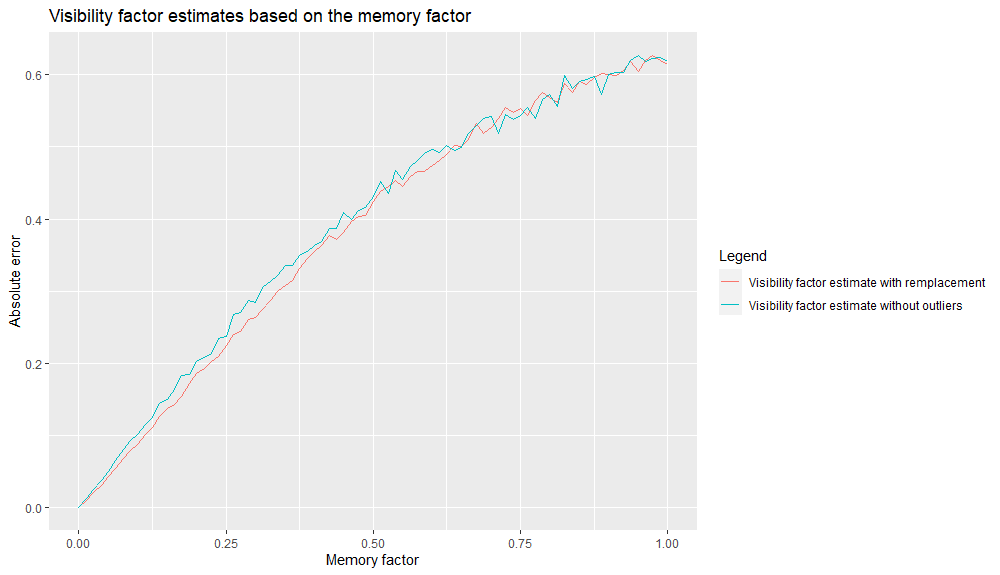 Visibility factor estimates based on the memory factor
0.6
0.4
0.2
0.0
Absolute error
0.00 0.25 0.50 0.75 1.00
Memory factor
Legend
Visibility factor estimate with remplacement
Visibility factor estimate without outliers